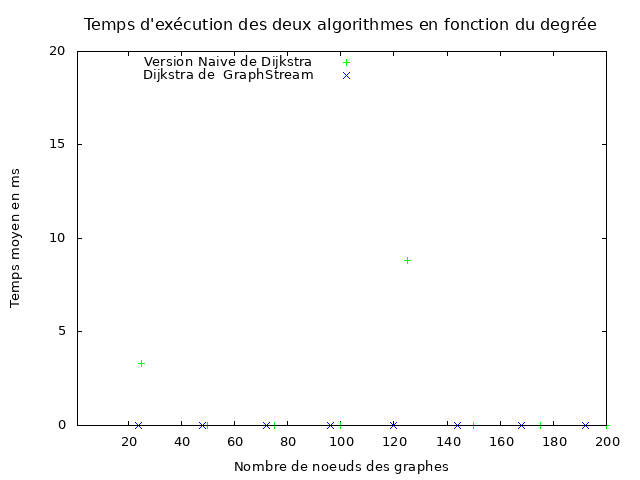 Temps d'exécution des deux algorithmes en fonction du degrée
Version Naive de Dijkstra
Dijkstra de  GraphStream
Temps moyen en ms
20
15
10
5
0
20 40 60 80 100 120 140 160 180 200
Nombre de noeuds des graphes